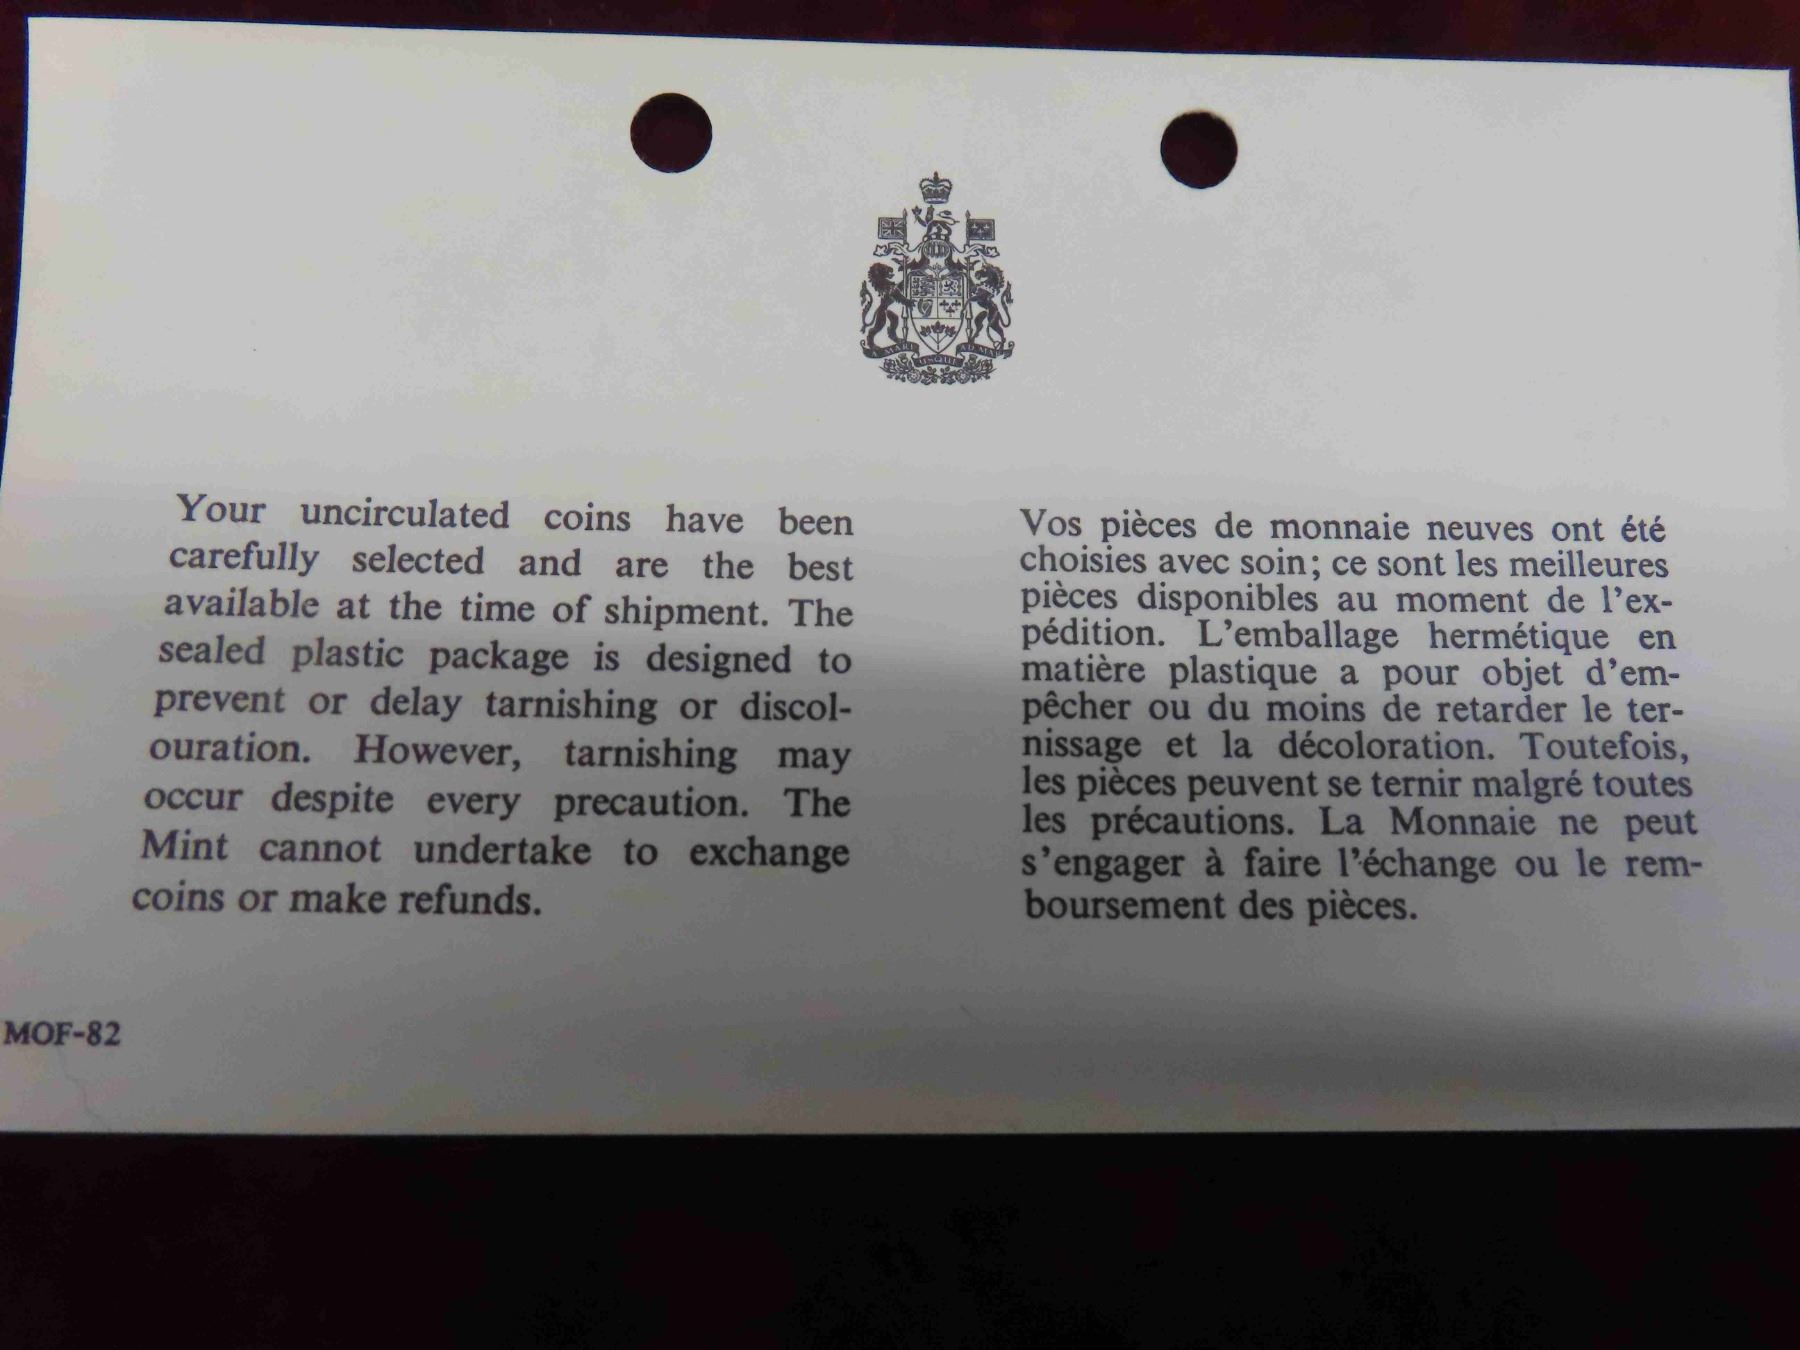 A MARI USQUE AD MARE
Your uncirculated coins have been
carefully selected and are the best
available at the time of shipment. The
sealed plastic package is designed to
prevent or delay tarnishing or discol-
ouration. However, tarnishing may
occur despite every precaution. The
Mint cannot undertake to exchange
coins or make refunds.
Vos pièces de monnaie neuves ont été
choisies avec soin; ce sont les meilleures
pièces disponibles au moment de l'ex-
pédition. L'emballage hermétique en
matière plastique a pour objet d'em-
pêcher ou du moins de retarder le ter-
nissage et la décoloration. Toutefois,
les pièces peuvent se ternir malgré toutes
les précautions. La Monnaie ne peut
s'engager à faire l'échange ou le rem-
boursement des pièces.
MOF-82